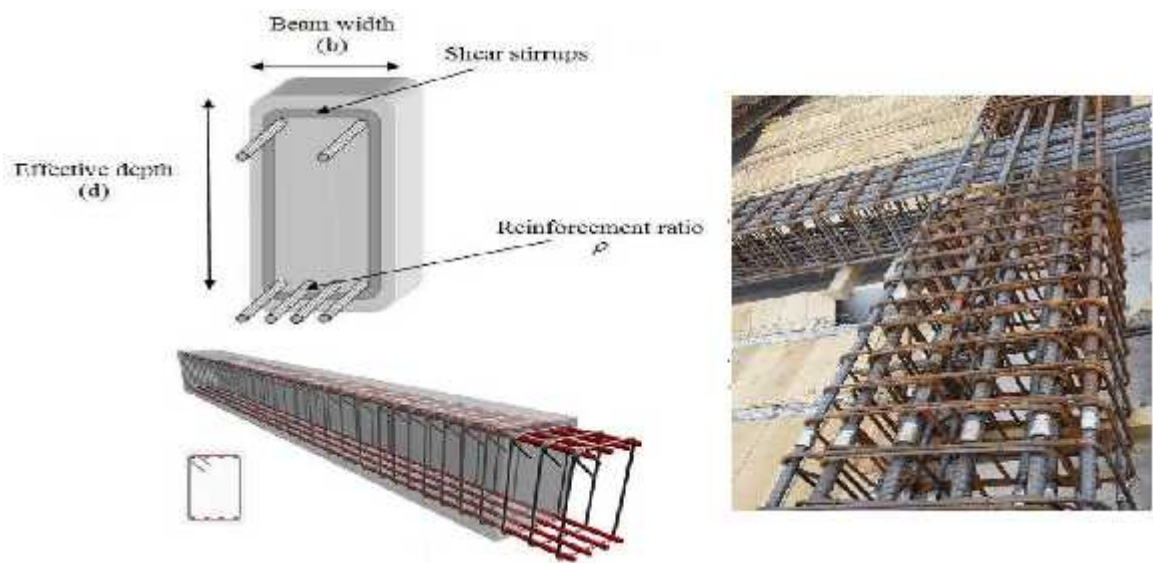 Beam width
(b)
Shear stirrups
Effective depth
(d)
Reinforcement ratio
ρ